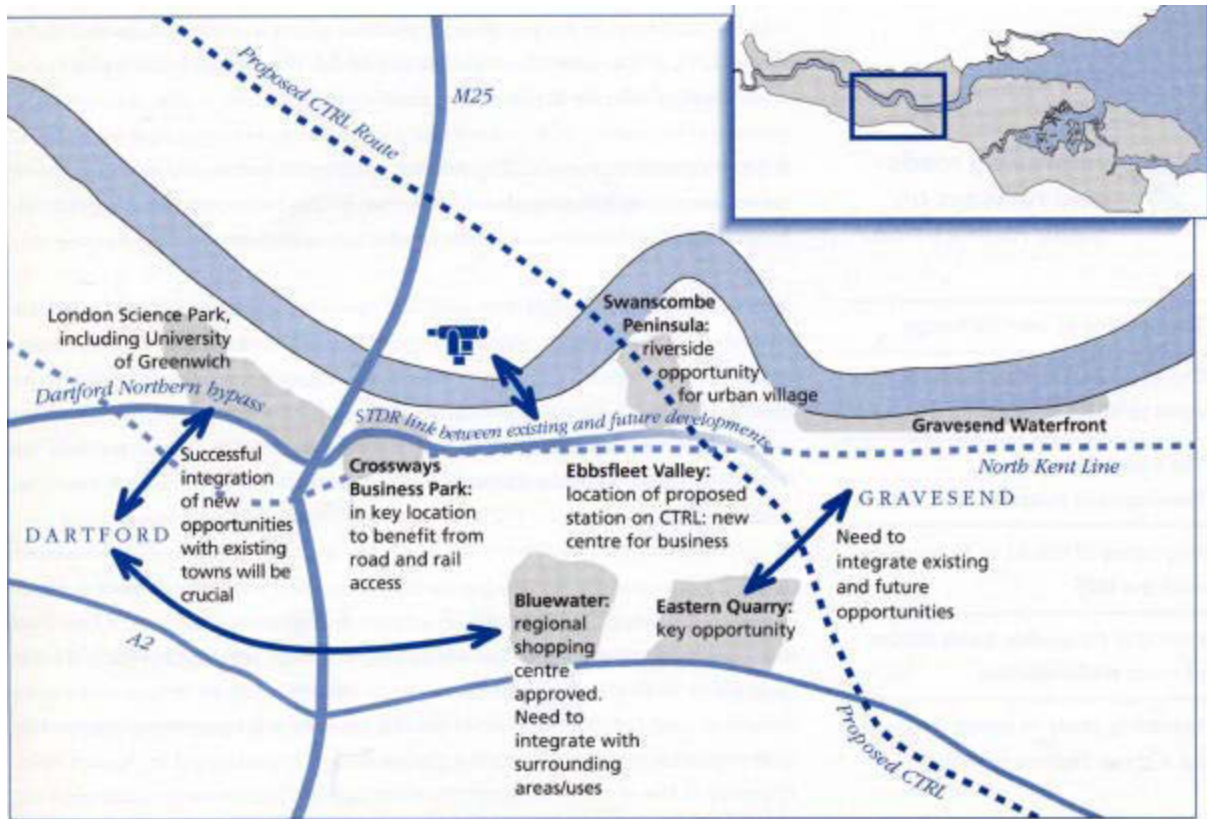 Proposed CTRL Route
M25
London Science Park,
including University
of Greenwich
Dartford Northern bypass
Swanscombe
Peninsula:
riverside
opportunity
for urban village
STDR link between existing and future developments
Gravesend Waterfront
North Kent Line
Successful
integration
of new
opportunities
with existing
towns will be
crucial
DARTFORD
Crossways
Business Park:
in key location
to benefit from
road and rail
access
Ebbsfleet Valley:
location of proposed
station on CTRL: new
centre for business
GRAVESEND
Need to
integrate existing
and future
opportunities
A2
Bluewater:
regional
shopping
centre
approved.
Need to
integrate with
surrounding
areas/uses
Eastern Quarry:
key opportunity
Proposed CTRL